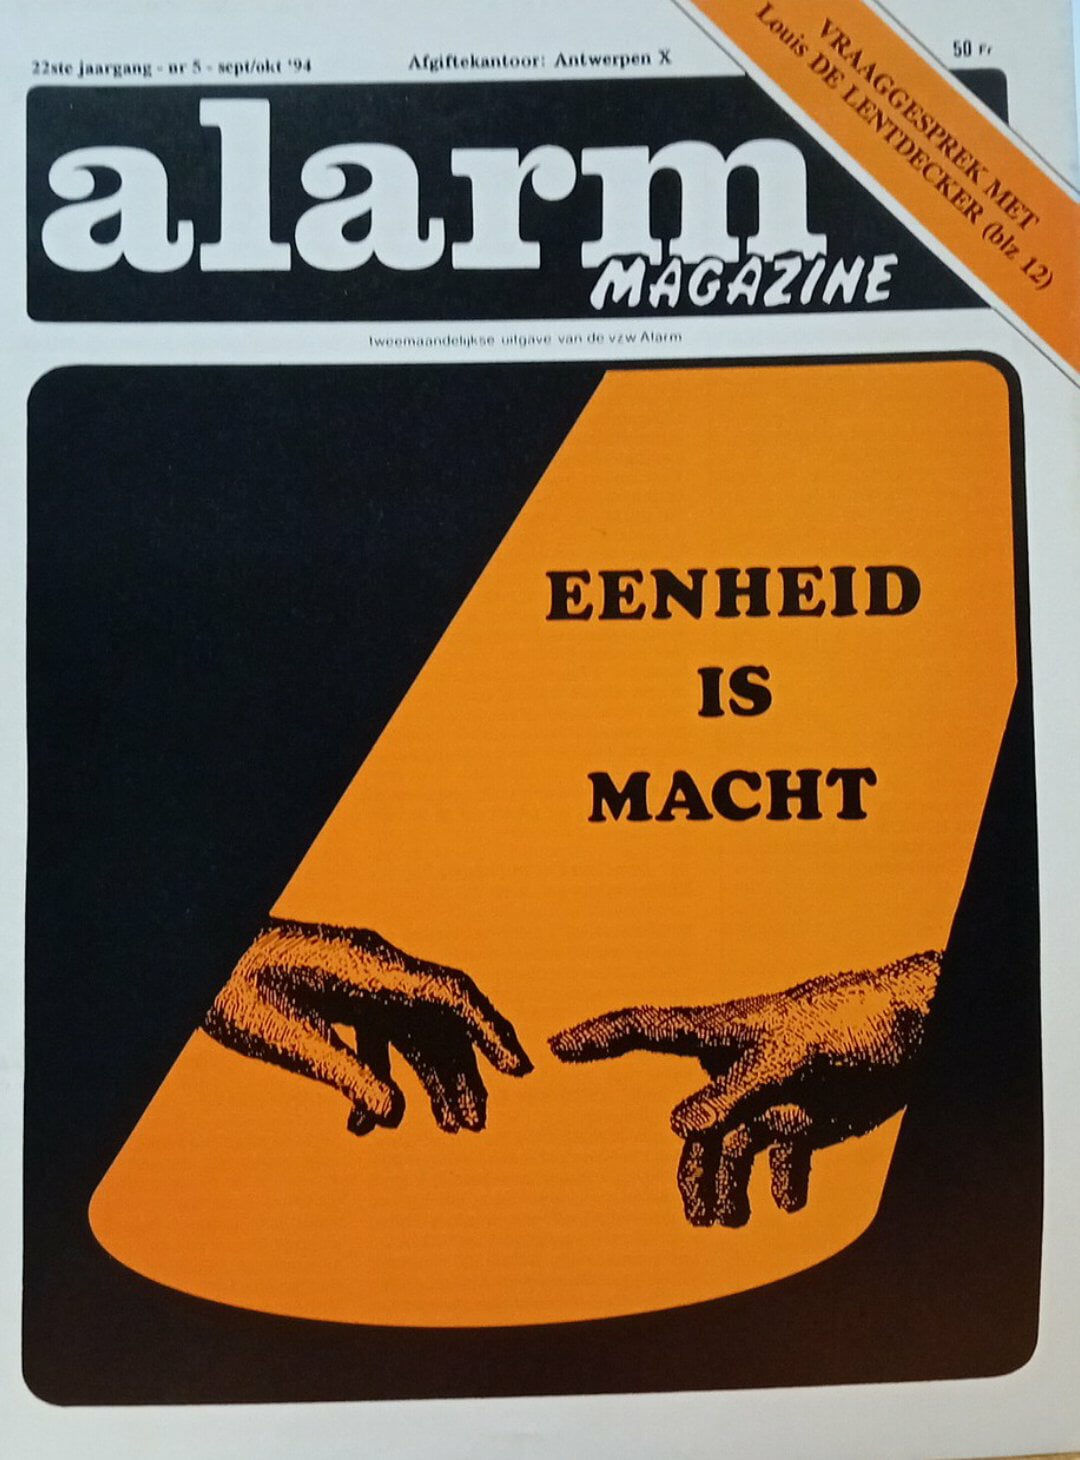 22ste jaargang - nr 5 - sept/okt '94
Afgiftekantoor: Antwerpen X
50 Fr
VRAAGGESPREK MET
Louis DE LENTDECKER (blz 12)
alarm
MAGAZINE
tweemaandelijkse uitgave van de vzw Alarm
EENHEID
IS
MACHT